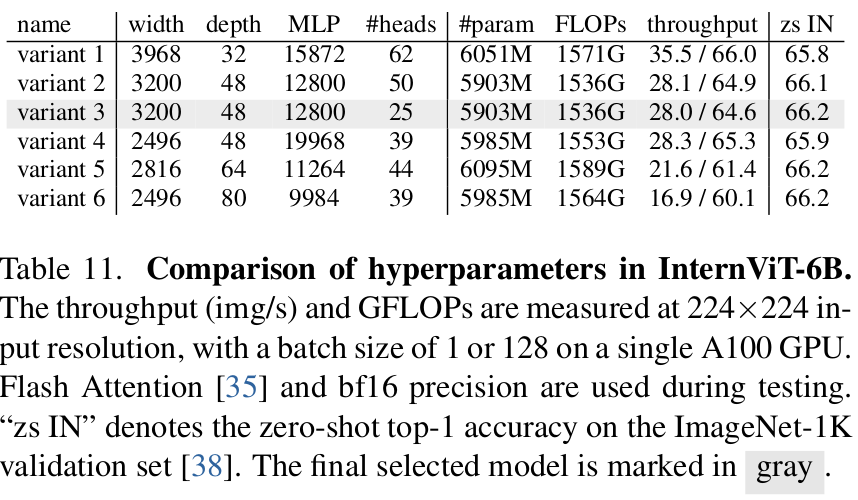 name width depth MLP #heads #param FLOPs throughput zs IN
variant 1 3968 32 15872 62 6051M 1571G 35.5 / 66.0 65.8
variant 2 3200 48 12800 50 5903M 1536G 28.1 / 64.9 66.1
variant 3 3200 48 12800 25 5903M 1536G 28.0 / 64.6 66.2
variant 4 2496 48 19968 39 5985M 1553G 28.3 / 65.3 65.9
variant 5 2816 64 11264 44 6095M 1589G 21.6 / 61.4 66.2
variant 6 2496 80 9984 39 5985M 1564G 16.9 / 60.1 66.2
Table 11. Comparison of hyperparameters in InternViT-6B.
The throughput (img/s) and GFLOPs are measured at 224×224 in-
put resolution, with a batch size of 1 or 128 on a single A100 GPU.
Flash Attention [35] and bf16 precision are used during testing.
“zs IN” denotes the zero-shot top-1 accuracy on the ImageNet-1K
validation set [38]. The final selected model is marked in gray .